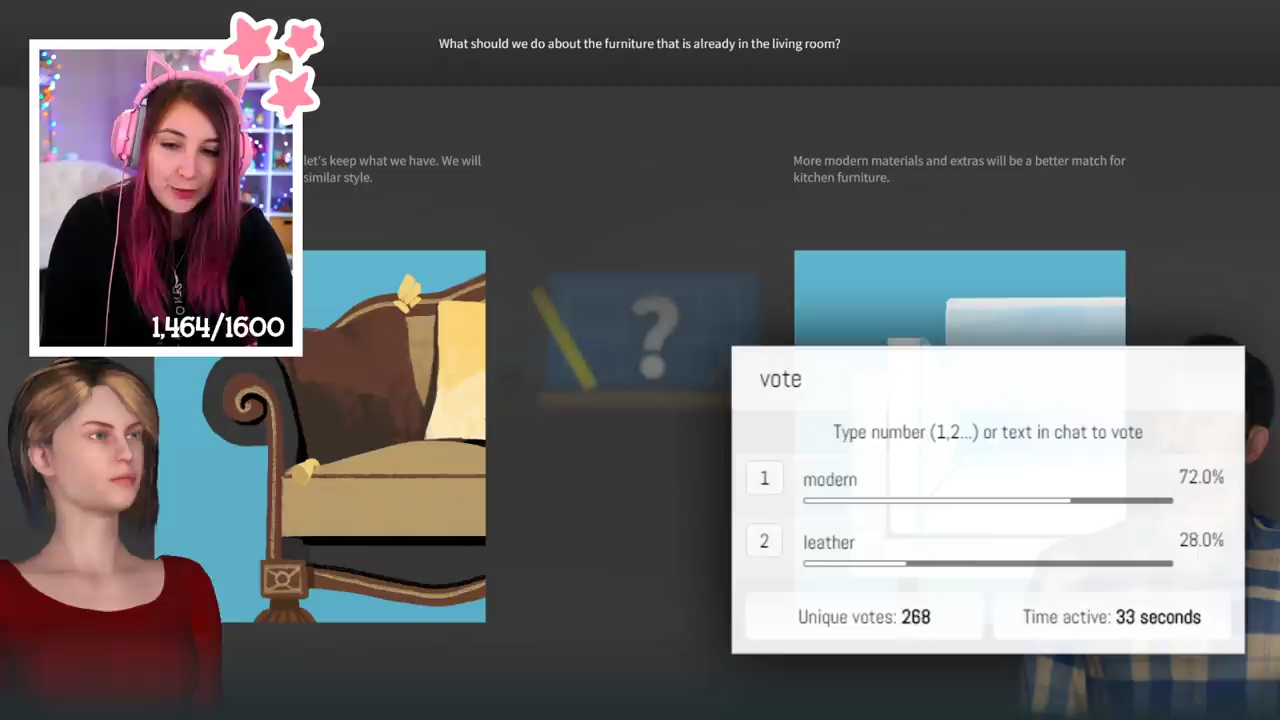 What should we do about the furniture that is already in the living room?
let's keep what we have. We will
similar style.
More modern materials and extras will be a better match for
kitchen furniture.
1,464/1600
?
vote
Type number (1,2...) or text in chat to vote
1 modern 72.0%
2 leather 28.0%
Unique votes: 268 Time active: 33 seconds